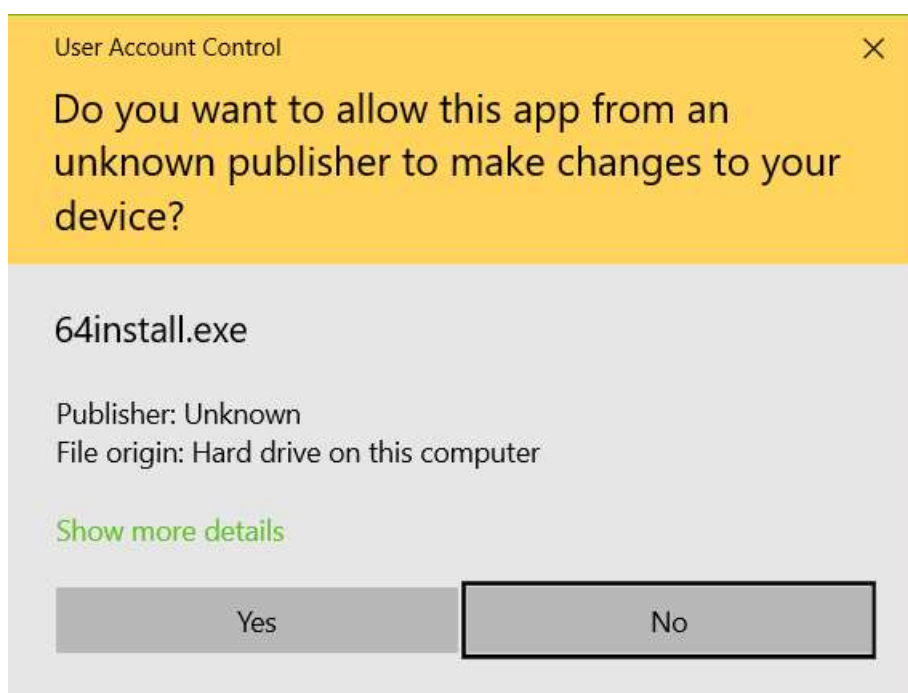 User Account Control
Do you want to allow this app from an
unknown publisher to make changes to your
device?
64install.exe
Publisher: Unknown
File origin: Hard drive on this computer
Show more details
Yes
No